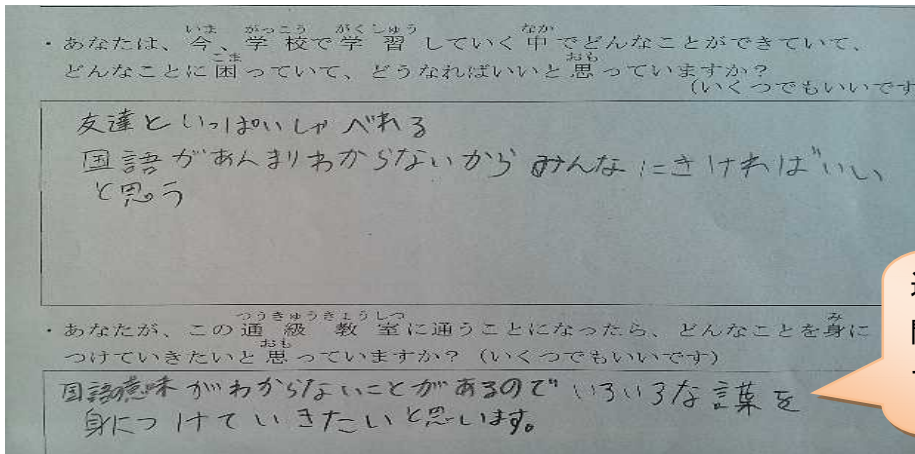 ・あなたは、今、学校で学習していく中でどんなことができていて、
どんなことに困っていて、どうなればいいと思っていますか？
(いくつでもいいです
友達といっぱいしゃべれる
国語があんまりわからないからみんなにきければいい
と思う
・あなたが、この通級教室に通うことになったら、どんなことを身に
つけていきたいと思っていますか？(いくつでもいいです)
国語意味がわからないことがあるのでいろいろな言葉を
身につけていきたいと思います。